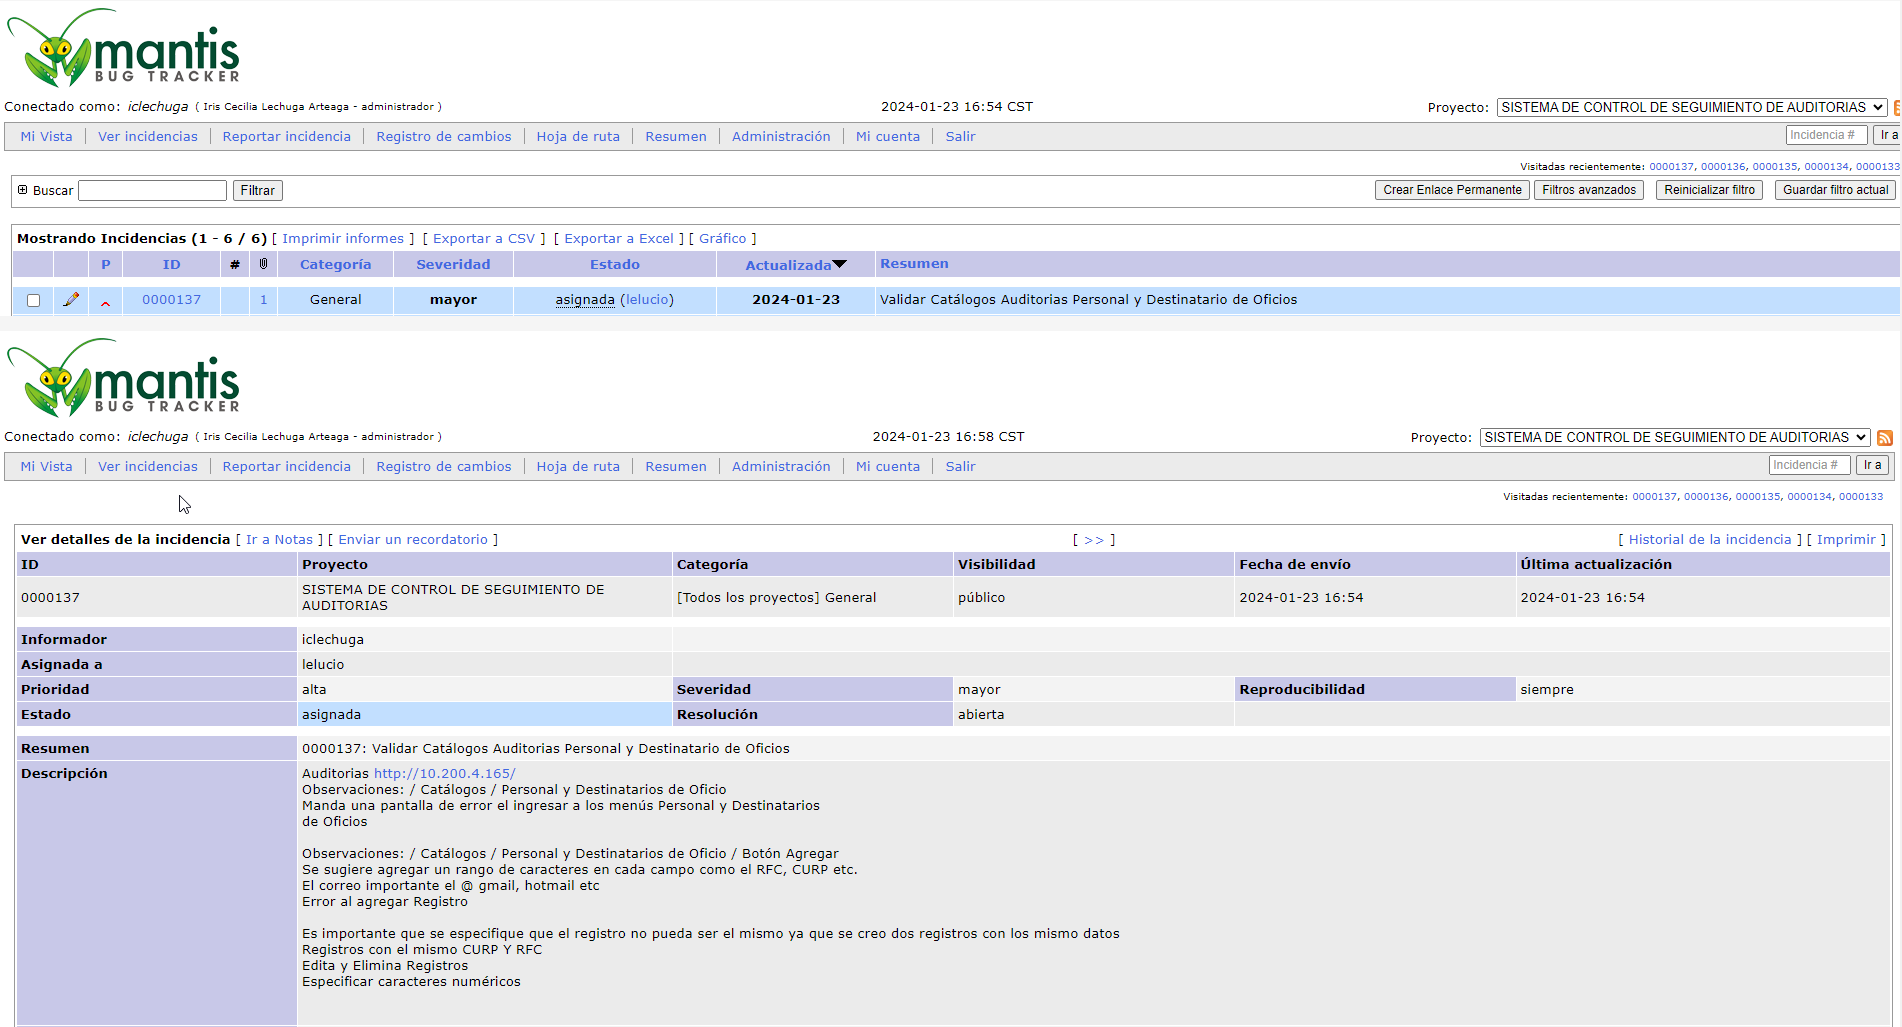 mantis
BUG TRACKER
Conectado como: iclechuga ( Iris Cecilia Lechuga Arteaga - administrador )
2024-01-23 16:54 CST
Proyecto: SISTEMA DE CONTROL DE SEGUIMIENTO DE AUDITORIAS
Mi Vista | Ver incidencias | Reportar incidencia | Registro de cambios | Hoja de ruta | Resumen | Administración | Mi cuenta | Salir
Incidencia # Ir a
Visitadas recientemente: 0000137, 0000136, 0000135, 0000134, 0000133
Buscar Filtrar
Crear Enlace Permanente Filtros avanzados Reinicializar filtro Guardar filtro actual
Mostrando Incidencias (1 - 6 / 6) [ Imprimir informes ] [ Exportar a CSV ] [ Exportar a Excel ] [ Gráfico ]
P ID # Categoría Severidad Estado Actualizada Resumen
0000137 1 General mayor asignada (lelucio) 2024-01-23 Validar Catálogos Auditorias Personal y Destinatario de Oficios
mantis
BUG TRACKER
Conectado como: iclechuga ( Iris Cecilia Lechuga Arteaga - administrador )
2024-01-23 16:58 CST
Proyecto: SISTEMA DE CONTROL DE SEGUIMIENTO DE AUDITORIAS
Mi Vista | Ver incidencias | Reportar incidencia | Registro de cambios | Hoja de ruta | Resumen | Administración | Mi cuenta | Salir
Incidencia # Ir a
Visitadas recientemente: 0000137, 0000136, 0000135, 0000134, 0000133
Ver detalles de la incidencia [ Ir a Notas ] [ Enviar un recordatorio ] [ >> ] [ Historial de la incidencia ] [ Imprimir ]
ID Proyecto Categoría Visibilidad Fecha de envío Última actualización
0000137 SISTEMA DE CONTROL DE SEGUIMIENTO DE
AUDITORIAS [Todos los proyectos] General público 2024-01-23 16:54 2024-01-23 16:54
Informador iclechuga
Asignada a lelucio
Prioridad alta Severidad mayor Reproducibilidad siempre
Estado asignada Resolución abierta
Resumen 0000137: Validar Catálogos Auditorias Personal y Destinatario de Oficios
Descripción Auditorias http://10.200.4.165/
Observaciones: / Catálogos / Personal y Destinatarios de Oficio
Manda una pantalla de error el ingresar a los menús Personal y Destinatarios
de Oficios
Observaciones: / Catálogos / Personal y Destinatarios de Oficio / Botón Agregar
Se sugiere agregar un rango de caracteres en cada campo como el RFC, CURP etc.
El correo importante el @ gmail, hotmail etc
Error al agregar Registro
Es importante que se especifique que el registro no pueda ser el mismo ya que se creo dos registros con los mismo datos
Registros con el mismo CURP Y RFC
Edita y Elimina Registros
Especificar caracteres numéricos